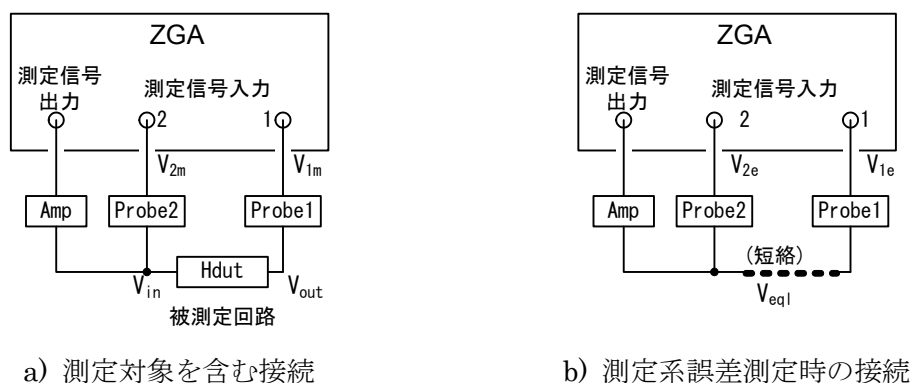 ZGA
測定信号
出力
測定信号入力
2
1
V2m
V1m
Amp
Probe2
Probe1
Hdut
Vin
Vout
被測定回路
a) 測定対象を含む接続
ZGA
測定信号
出力
測定信号入力
2
1
V2e
V1e
Amp
Probe2
Probe1
(短絡)
Veql
b) 測定系誤差測定時の接続